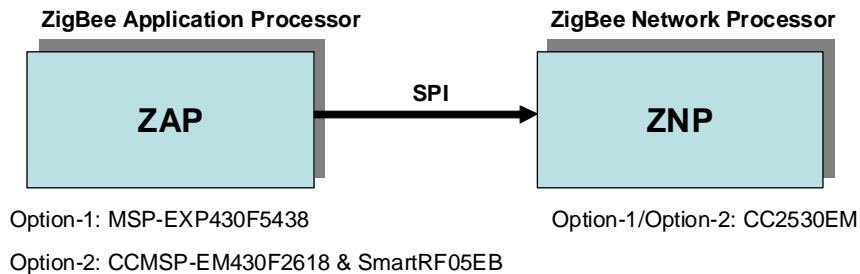 ZigBee Application Processor
ZigBee Network Processor
ZAP
SPI
ZNP
Option-1: MSP-EXP430F5438
Option-1/Option-2: CC2530EM
Option-2: CCMSP-EM430F2618 & SmartRF05EB